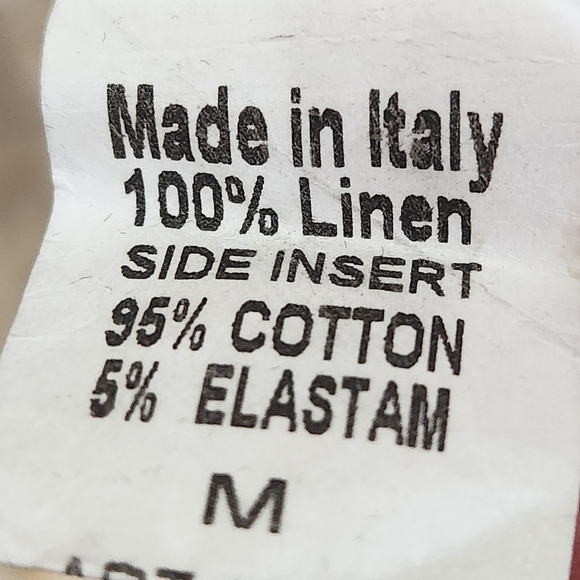 Made in Italy
100% Linen
SIDE INSERT
95% COTTON
5% ELASTAM
M